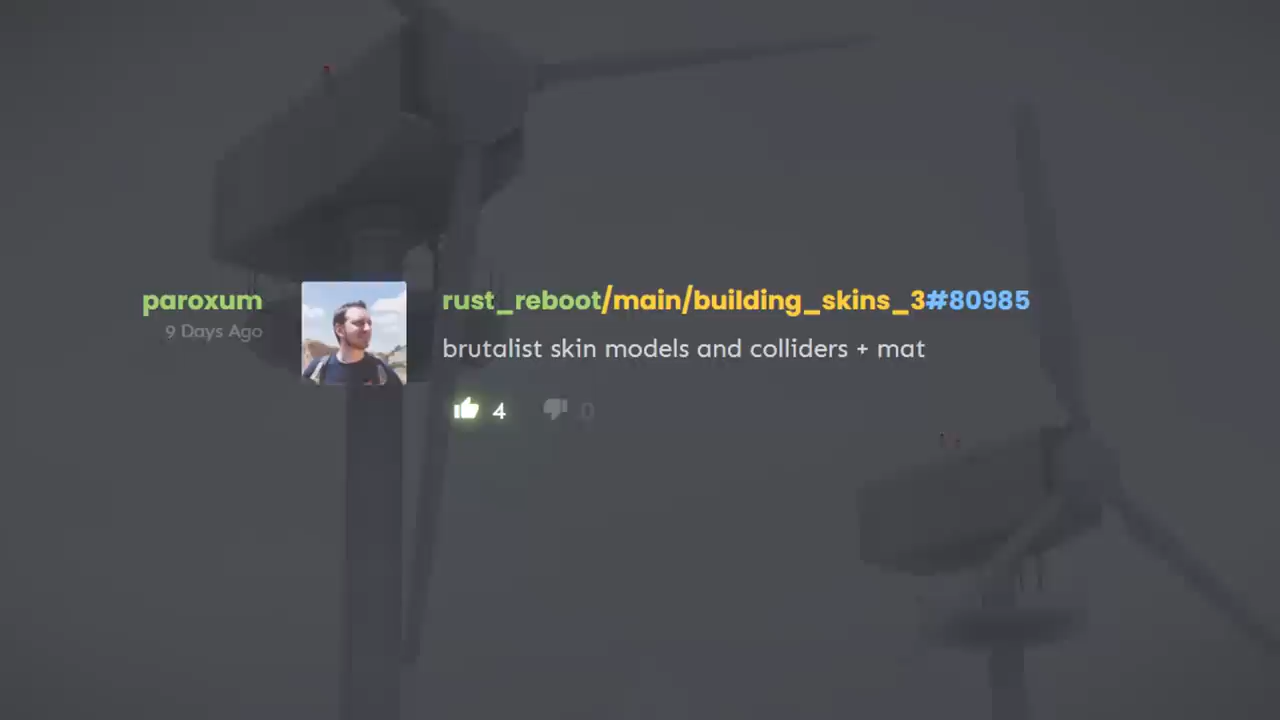 paroxum
9 Days Ago
rust_reboot/main/building_skins_3#80985
brutalist skin models and colliders + mat
4 0